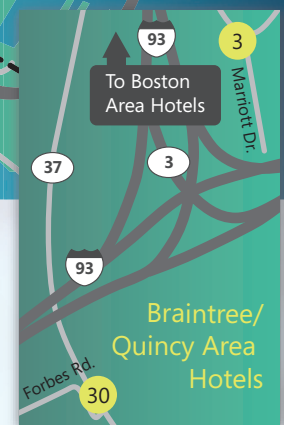 93
3
To Boston
Area Hotels
Marriott Dr.
37
3
93
Braintree/
Quincy Area
Hotels
Forbes Rd.
30